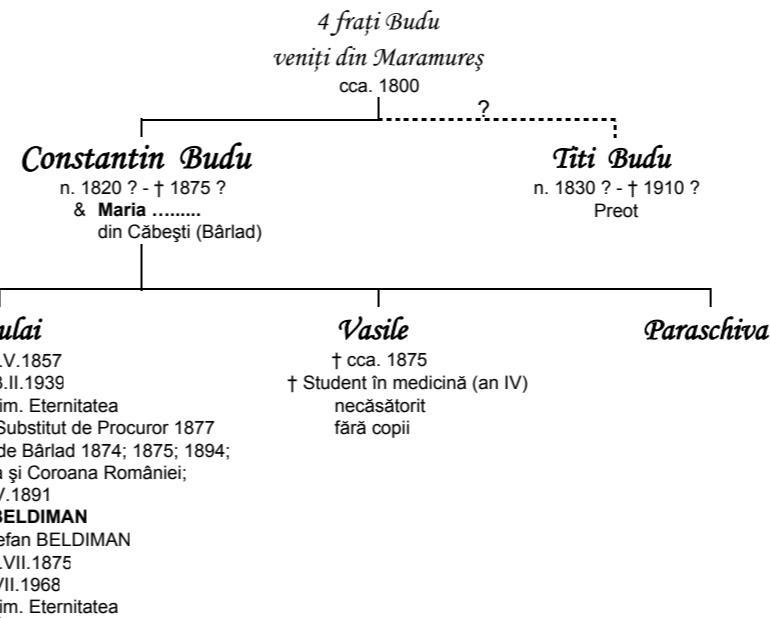 4 frați Budu
veniți din Maramureș
cca. 1800
?
Constantin Budu
n. 1820 ? - † 1875 ?
& Maria .........
din Căbeşti (Bârlad)
Titi Budu
n. 1830 ? - † 1910 ?
Preot
ulai
.V.1857
.II.1939
im. Eternitatea
Substitut de Procuror 1877
de Bârlad 1874; 1875; 1894;
şi Coroana României;
.1891
BELDIMAN
efan BELDIMAN
.VII.1875
VII.1968
im. Eternitatea
Vasile
† cca. 1875
† Student în medicină (an IV)
necăsătorit
fără copii
Paraschiva